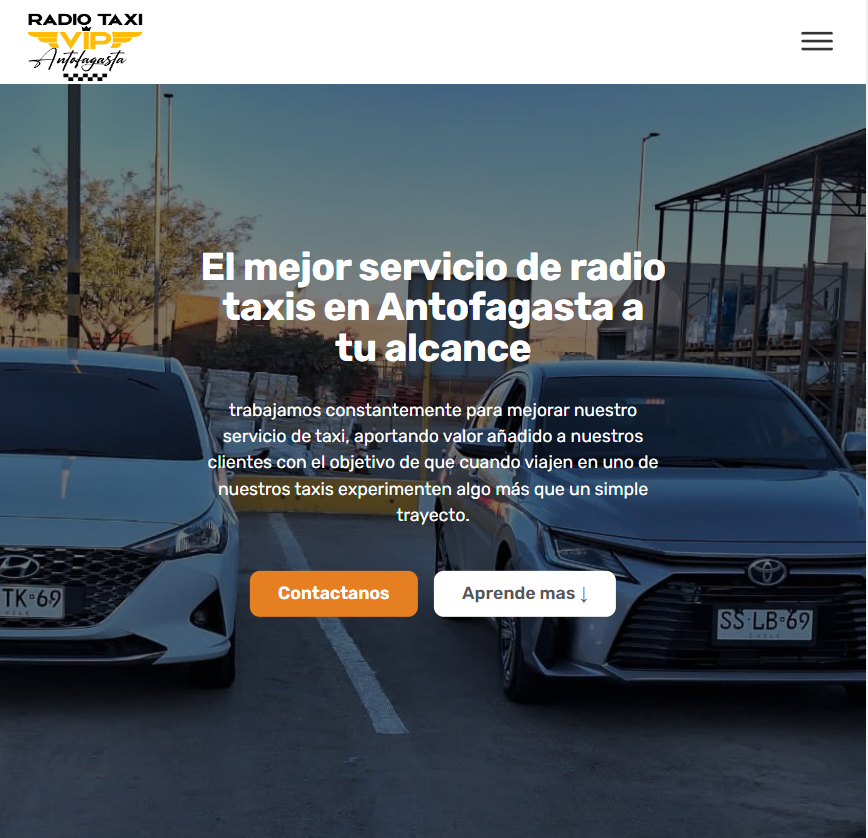 RADIO TAXI
VIP
Antofagasta
El mejor servicio de radio
taxis en Antofagasta a
tu alcance
trabajamos constantemente para mejorar nuestro
servicio de taxi, aportando valor añadido a nuestros
clientes con el objetivo de que cuando viajen en uno de
nuestros taxis experimenten algo más que un simple
trayecto.
Contactanos
Aprende mas ↓
TK·69
SS·LB·69
CHILE